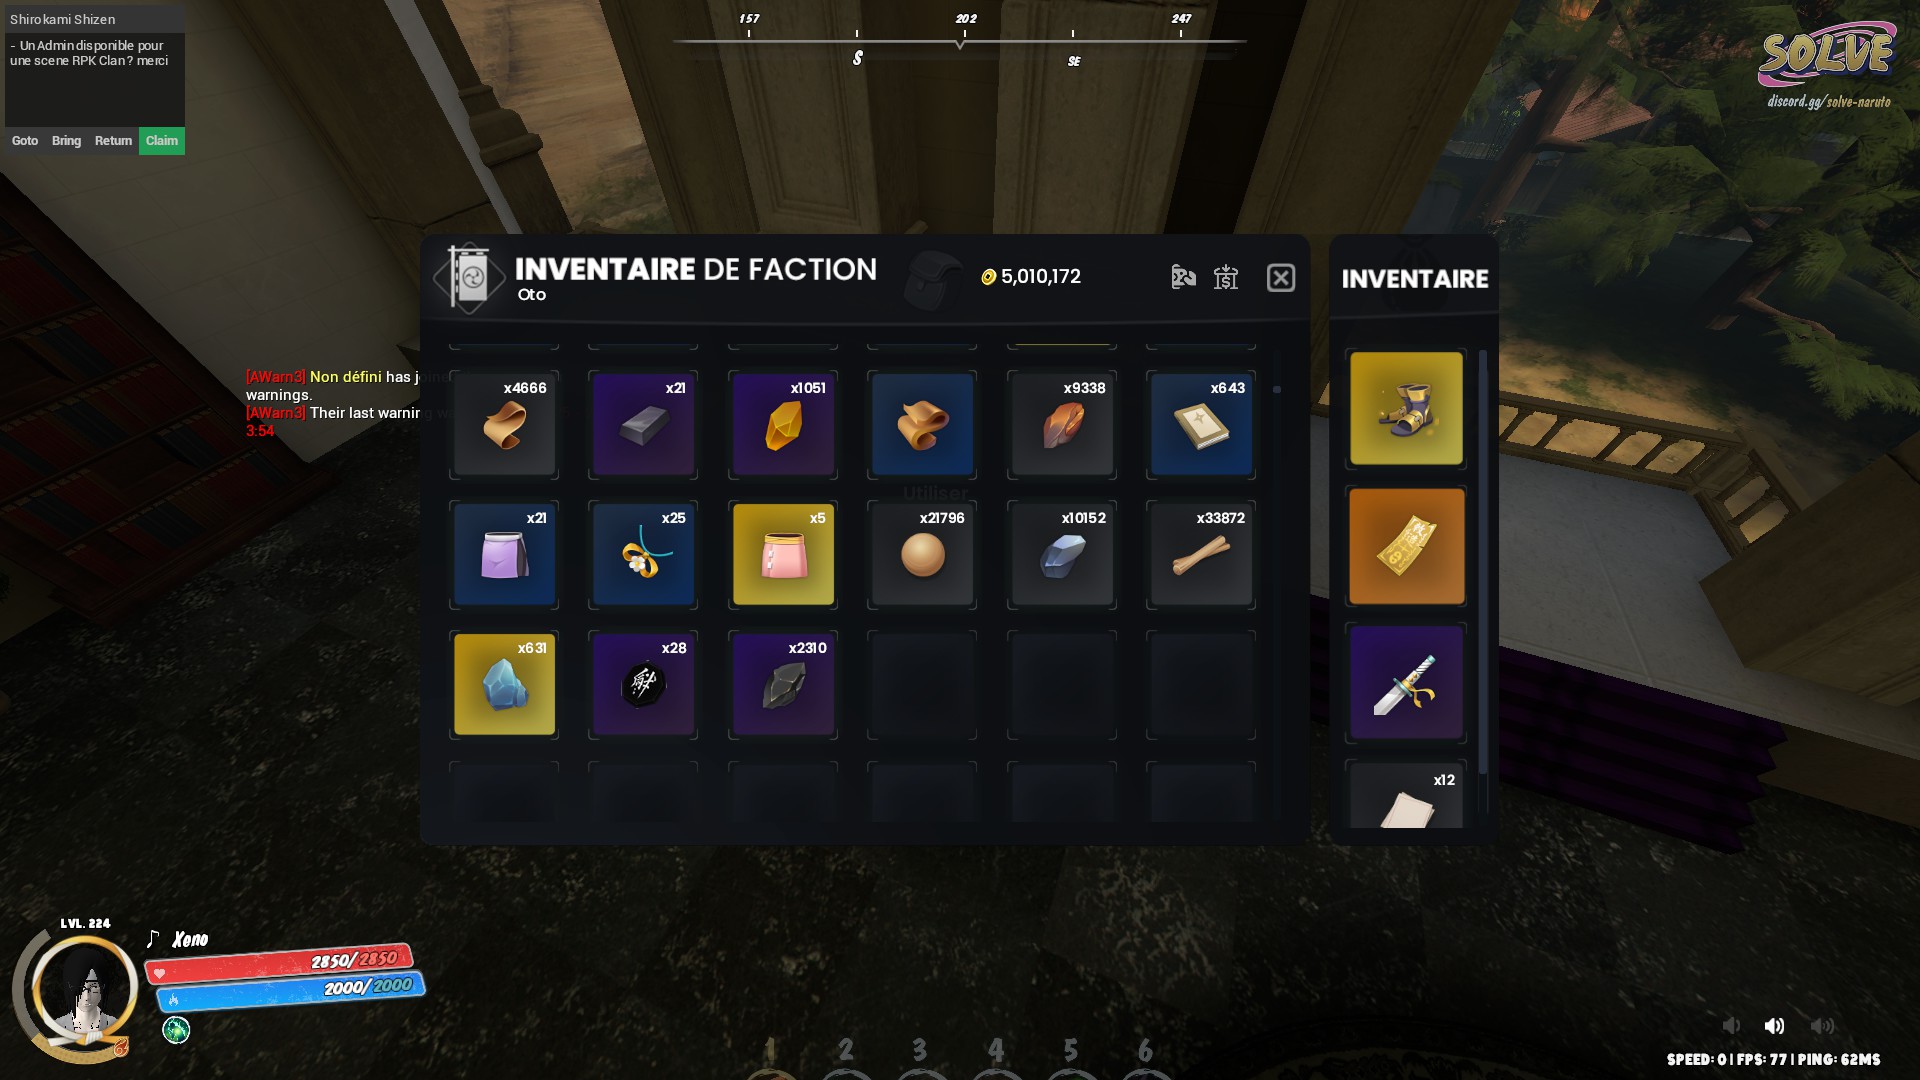 Shirokami Shizen
- Un Admin disponible pour
une scene RPK Clan ? merci
Goto Bring Return Claim
157 202 247
S SE
SOLVE
discord.gg/solve-naruto
INVENTAIRE DE FACTION
Oto
5,010,172
INVENTAIRE
[AWarn3] Non défini has joine
warnings.
[AWarn3] Their last warning
3:54
x4666 x21 x1051 x9338 x643
Utiliser
x21 x25 x5 x21796 x10152 x33872
x631 x28 x2310
x12
LVL. 224
Xeno
2850/2850
2000/2000
1 2 3 4 5 6
SPEED: 0 | FPS: 77 | PING: 62MS